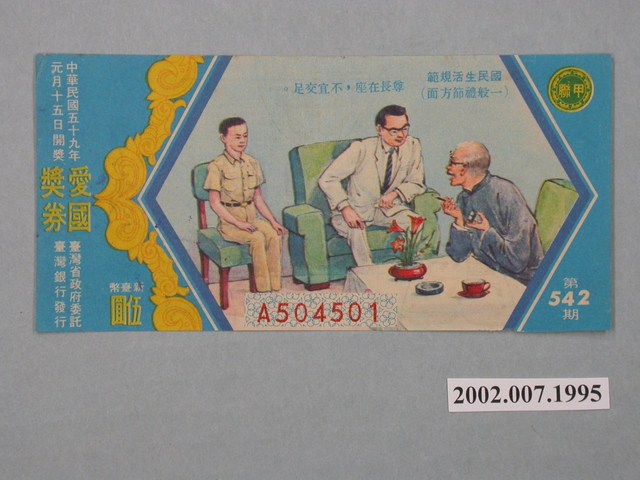 中華民國五十九年
元月十五日開獎
愛國
獎券
臺灣省政府委託
臺灣銀行發行
新臺幣
伍圓
國民生活規範
(一般禮節方面)
尊長在座，不宜交足。
甲聯
第
542
期
A504501
2002.007.1995